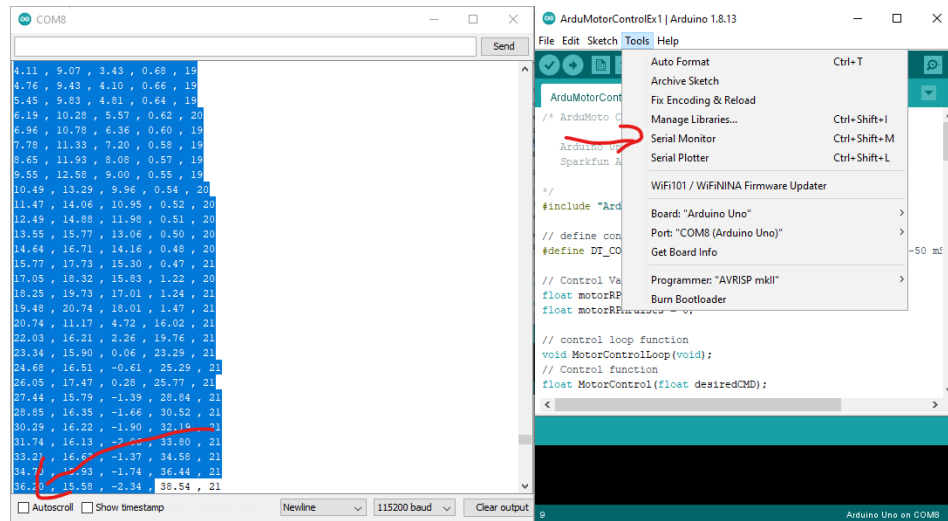 COM8
Send
4.11 , 9.07 , 3.43 , 0.68 , 19
4.76 , 9.43 , 4.10 , 0.66 , 19
5.45 , 9.83 , 4.81 , 0.64 , 19
6.19 , 10.28 , 5.57 , 0.62 , 20
6.96 , 10.78 , 6.36 , 0.60 , 19
7.78 , 11.33 , 7.20 , 0.58 , 19
8.65 , 11.93 , 8.08 , 0.57 , 19
9.55 , 12.58 , 9.00 , 0.55 , 19
10.49 , 13.29 , 9.96 , 0.54 , 20
11.47 , 14.06 , 10.95 , 0.52 , 20
12.49 , 14.88 , 11.98 , 0.51 , 20
13.55 , 15.77 , 13.06 , 0.50 , 20
14.64 , 16.71 , 14.16 , 0.48 , 20
15.77 , 17.73 , 15.30 , 0.47 , 21
17.05 , 18.32 , 15.83 , 1.22 , 20
18.25 , 19.73 , 17.01 , 1.24 , 21
19.48 , 20.74 , 18.01 , 1.47 , 21
20.74 , 11.17 , 4.72 , 16.02 , 21
22.03 , 16.21 , 2.26 , 19.76 , 21
23.34 , 15.90 , 0.06 , 23.29 , 21
24.68 , 16.51 , -0.61 , 25.29 , 21
26.05 , 17.47 , 0.28 , 25.77 , 21
27.44 , 15.79 , -1.39 , 28.84 , 21
28.85 , 16.35 , -1.66 , 30.52 , 21
30.29 , 16.22 , -1.90 , 32.19 , 21
31.74 , 16.13 , , 33.80 , 21
33.21 , , -1.37 , 34.58 , 21
, 15.93 , -1.74 , 36.44 , 21
36.20 , 15.58 , -2.34 , 38.54 , 21
Autoscroll
Show timestamp
Newline
115200 baud
Clear output
ArduMotorControlEx1 | Arduino 1.8.13
File Edit Sketch Tools Help
ArduMotorCont
Auto Format Ctrl+T
Archive Sketch
Fix Encoding & Reload
Manage Libraries... Ctrl+Shift+I
Serial Monitor Ctrl+Shift+M
Serial Plotter Ctrl+Shift+L
WiFi101 / WiFiNINA Firmware Updater
Board: "Arduino Uno"
Port: "COM8 (Arduino Uno)"
Get Board Info
Programmer: "AVRISP mkII"
Burn Bootloader
/* ArduMoto C
Arduino
Sparkfun A
*/
#include "Ard
// define con
#define DT_CO -50 mS
// Control Va
float motorRP
float
// control loop function
void MotorControlLoop(void);
// Control function
float MotorControl(float desiredCMD);
9
Arduino Uno on COM8